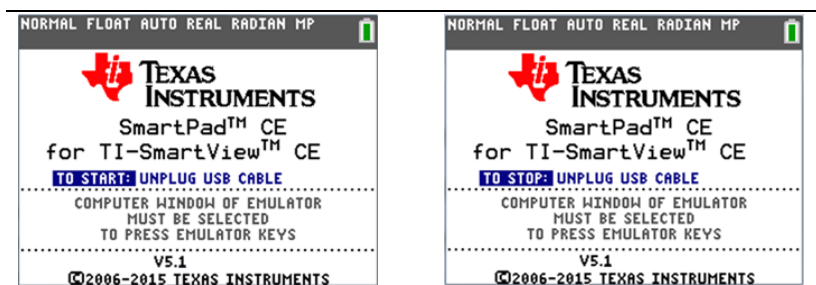 NORMAL FLOAT AUTO REAL RADIAN MP
TEXAS
INSTRUMENTS
SmartPad™ CE
for TI-SmartView™ CE
TO START: UNPLUG USB CABLE
COMPUTER WINDOW OF EMULATOR
MUST BE SELECTED
TO PRESS EMULATOR KEYS
V5.1
©2006-2015 TEXAS INSTRUMENTS
NORMAL FLOAT AUTO REAL RADIAN MP
TEXAS
INSTRUMENTS
SmartPad™ CE
for TI-SmartView™ CE
TO STOP: UNPLUG USB CABLE
COMPUTER WINDOW OF EMULATOR
MUST BE SELECTED
TO PRESS EMULATOR KEYS
V5.1
©2006-2015 TEXAS INSTRUMENTS